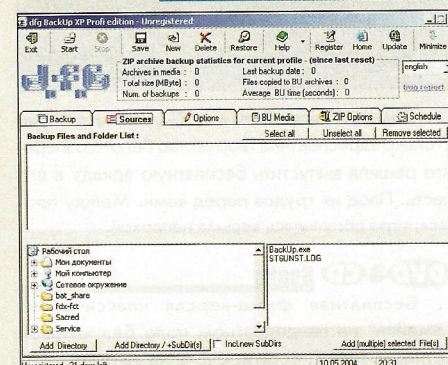 dfg BackUp XP Profi edition - Unregistered
Exit Start Stop Save New Delete Restore Help Register Home Update Minimize
ZIP archive backup statistics for current profile - (since last reset)
Archives in media : 0 Last backup date : 0
Total size [MByte] : 0 Files copied to BU archives : 0
Num. of backups : 0 Average BU time [seconds] : 0
english
dfg
Backup Sources Options BU Media ZIP Options Schedule
Backup Files and Folder List : Select all Unselect all Remove selected
Рабочий стол
Мои документы
Мой компьютер
Сетевое окружение
bat_share
fdx-fct
Sacred
Service
BackUp.exe
ST6UNST.LOG
Add Directory Add Directory / +SubDir(s) Incl.new SubDirs Add (multiple) selected File(s)
10.05.2004 20:31